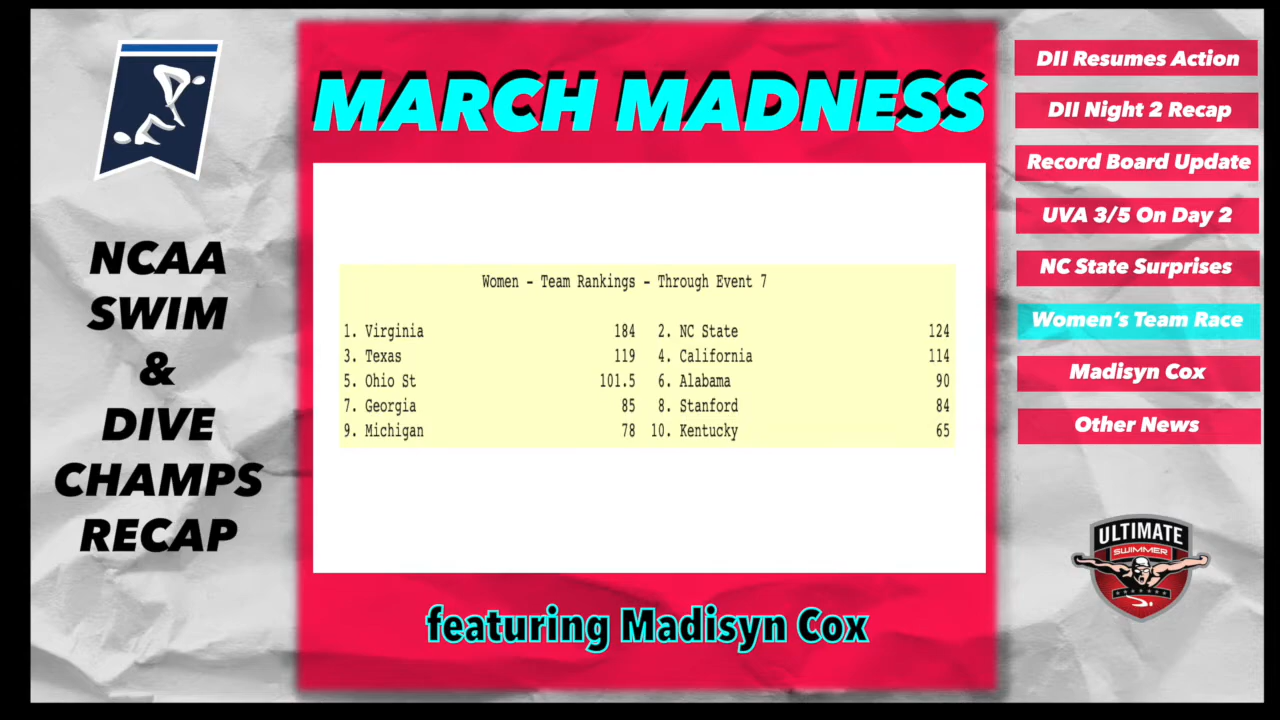 NCAA
SWIM
&
DIVE
CHAMPS
RECAP
MARCH MADNESS
Women - Team Rankings - Through Event 7
1. Virginia 184 2. NC State 124
3. Texas 119 4. California 114
5. Ohio St 101.5 6. Alabama 90
7. Georgia 85 8. Stanford 84
9. Michigan 78 10. Kentucky 65
featuring Madisyn Cox
DII Resumes Action
DII Night 2 Recap
Record Board Update
UVA 3/5 On Day 2
NC State Surprises
Women's Team Race
Madisyn Cox
Other News
ULTIMATE
SWIMMER